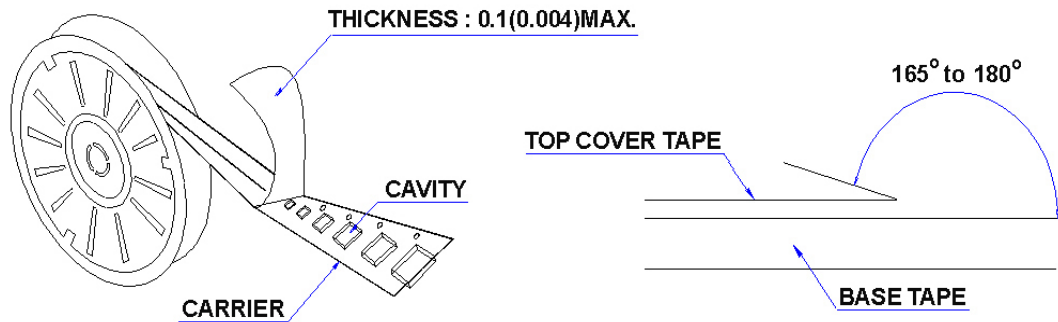 THICKNESS : 0.1(0.004)MAX.
165° to 180°
TOP COVER TAPE
CAVITY
CARRIER
BASE TAPE